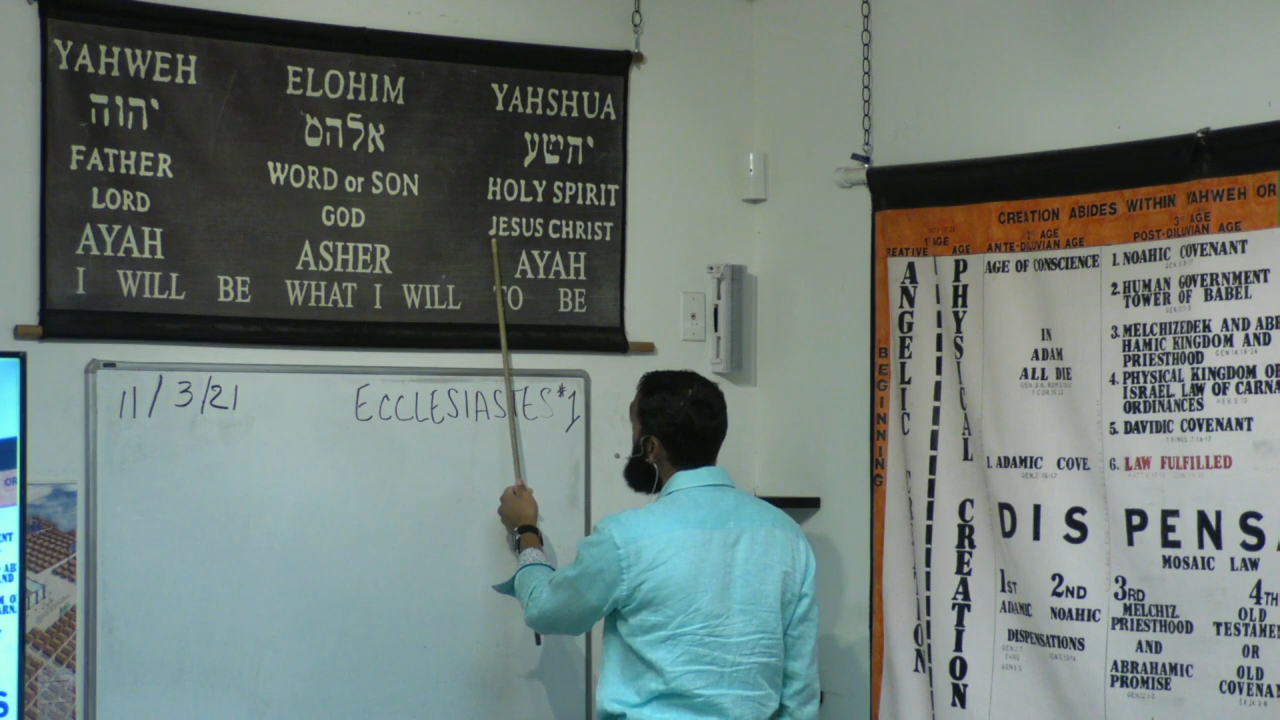 YAHWEH
יהוה
FATHER
LORD
AYAH
ELOHIM
אלהם
WORD or SON
GOD
ASHER
YAHSHUA
יהשע
HOLY SPIRIT
JESUS CHRIST
AYAH
I WILL BE WHAT I WILL TO BE
11/3/21
ECCLESIASTES #1
CREATION ABIDES WITHIN YAHWEH OR
1ST AGE
AGE
ANTE-DILUVIAN AGE
3RD AGE
POST-DILUVIAN AGE
BEGINNING
ANGELIC
PHYSICAL CREATION
AGE OF CONSCIENCE
IN
ADAM
ALL DIE
1. ADAMIC COVE.
1. NOAHIC COVENANT
2. HUMAN GOVERNMENT
TOWER OF BABEL
3. MELCHIZEDEK AND ABE
HAMIC KINGDOM AND
PRIESTHOOD
4. PHYSICAL KINGDOM OF
ISRAEL LAW OF CARNA
ORDINANCES
5. DAVIDIC COVENANT
6. LAW FULFILLED
DISPENSA
MOSAIC LAW
1ST
ADAMIC
2ND
NOAHIC
DISPENSATIONS
3RD
MELCHIZ.
PRIESTHOOD
AND
ABRAHAMIC
PROMISE
4TH
OLD
TESTAME
OR
OLD
COVENA